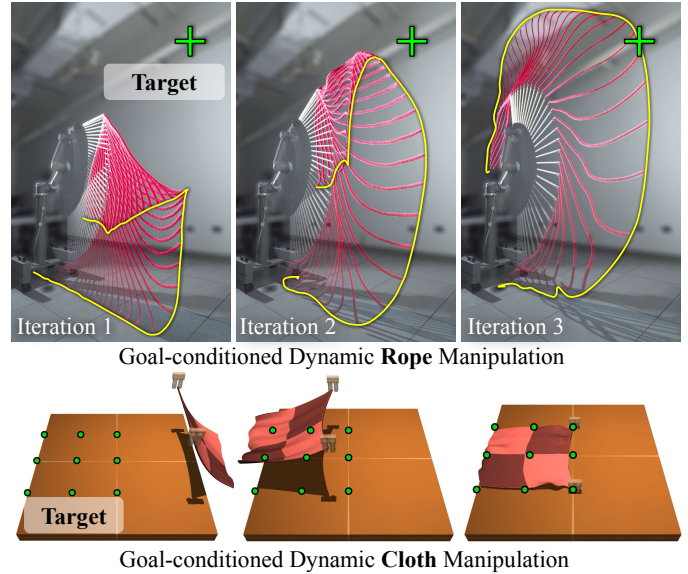 Target
Iteration 1
Iteration 2
Iteration 3
Goal-conditioned Dynamic Rope Manipulation
Target
Goal-conditioned Dynamic Cloth Manipulation